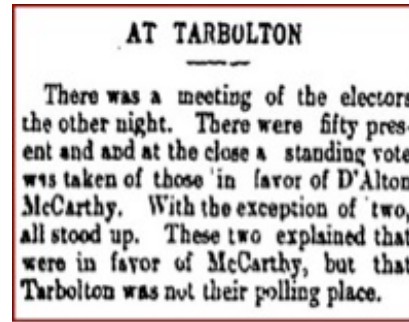 AT TARBOLTON
There was a meeting of the electors
the other night. There were fifty pres-
ent and and at the close a standing vote
was taken of those in favor of D'Alton
McCarthy. With the exception of two,
all stood up. These two explained that
were in favor of McCarthy, but that
Tarbolton was not their polling place.